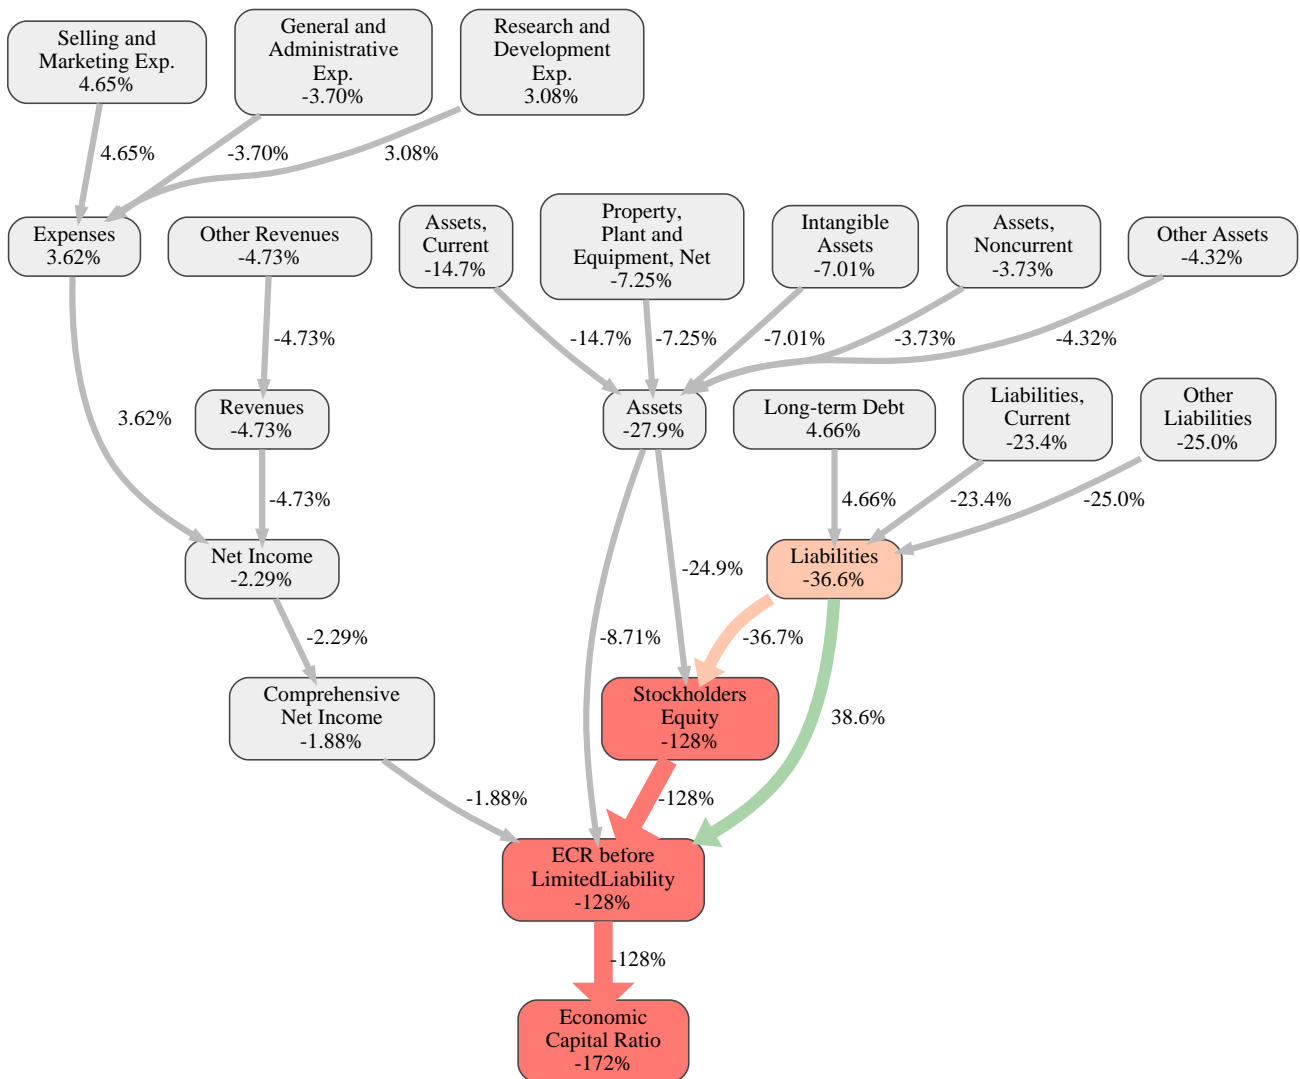 Selling and
Marketing Exp.
4.65%
General and
Administrative
Exp.
-3.70%
Research and
Development
Exp.
3.08%
4.65%
-3.70%
3.08%
Expenses
3.62%
Other Revenues
-4.73%
Assets,
Current
-14.7%
Property,
Plant and
Equipment, Net
-7.25%
Intangible
Assets
-7.01%
Assets,
Noncurrent
-3.73%
Other Assets
-4.32%
-4.73%
-14.7%
-7.25%
-7.01%
-3.73%
-4.32%
3.62%
Revenues
-4.73%
Assets
-27.9%
Long-term Debt
4.66%
Liabilities,
Current
-23.4%
Other
Liabilities
-25.0%
-4.73%
4.66%
-23.4%
-25.0%
Net Income
-2.29%
-24.9%
Liabilities
-36.6%
-2.29%
-8.71%
-36.7%
Comprehensive
Net Income
-1.88%
Stockholders
Equity
-128%
38.6%
-1.88%
-128%
ECR before
LimitedLiability
-128%
-128%
Economic
Capital Ratio
-172%